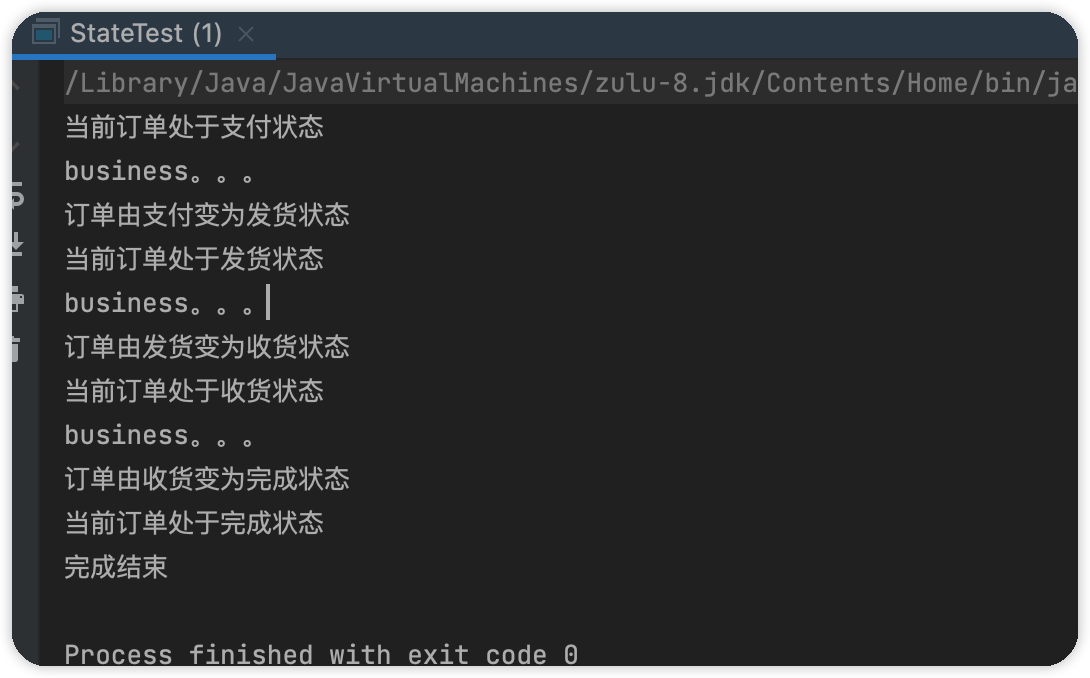 StateTest (1)
/Library/Java/JavaVirtualMachines/zulu-8.jdk/Contents/Home/bin/ja
当前订单处于支付状态
business。。。
订单由支付变为发货状态
当前订单处于发货状态
business。。。
订单由发货变为收货状态
当前订单处于收货状态
business。。。
订单由收货变为完成状态
当前订单处于完成状态
完成结束
Process finished with exit code 0